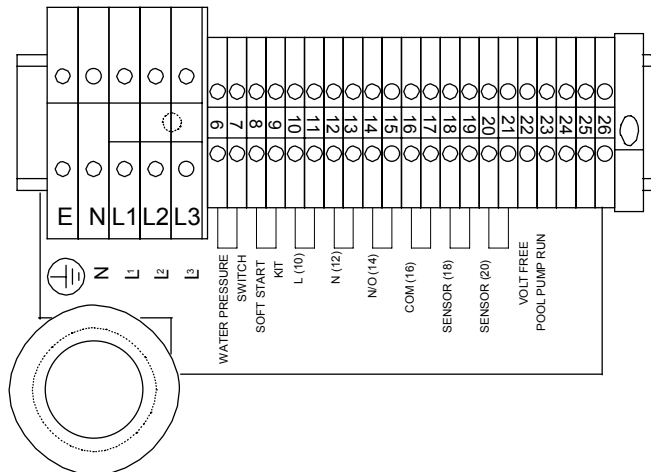 6 7 8 9 10 11 12 13 14 15 16 17 18 19 20 21 22 23 24 25 26
E N L1 L2 L3
N L1 L2 L3
WATER PRESSURE
SWITCH
SOFT START
KIT
L (10)
N (12)
N/O (14)
COM (16)
SENSOR (18)
SENSOR (20)
VOLT FREE
POOL PUMP RUN